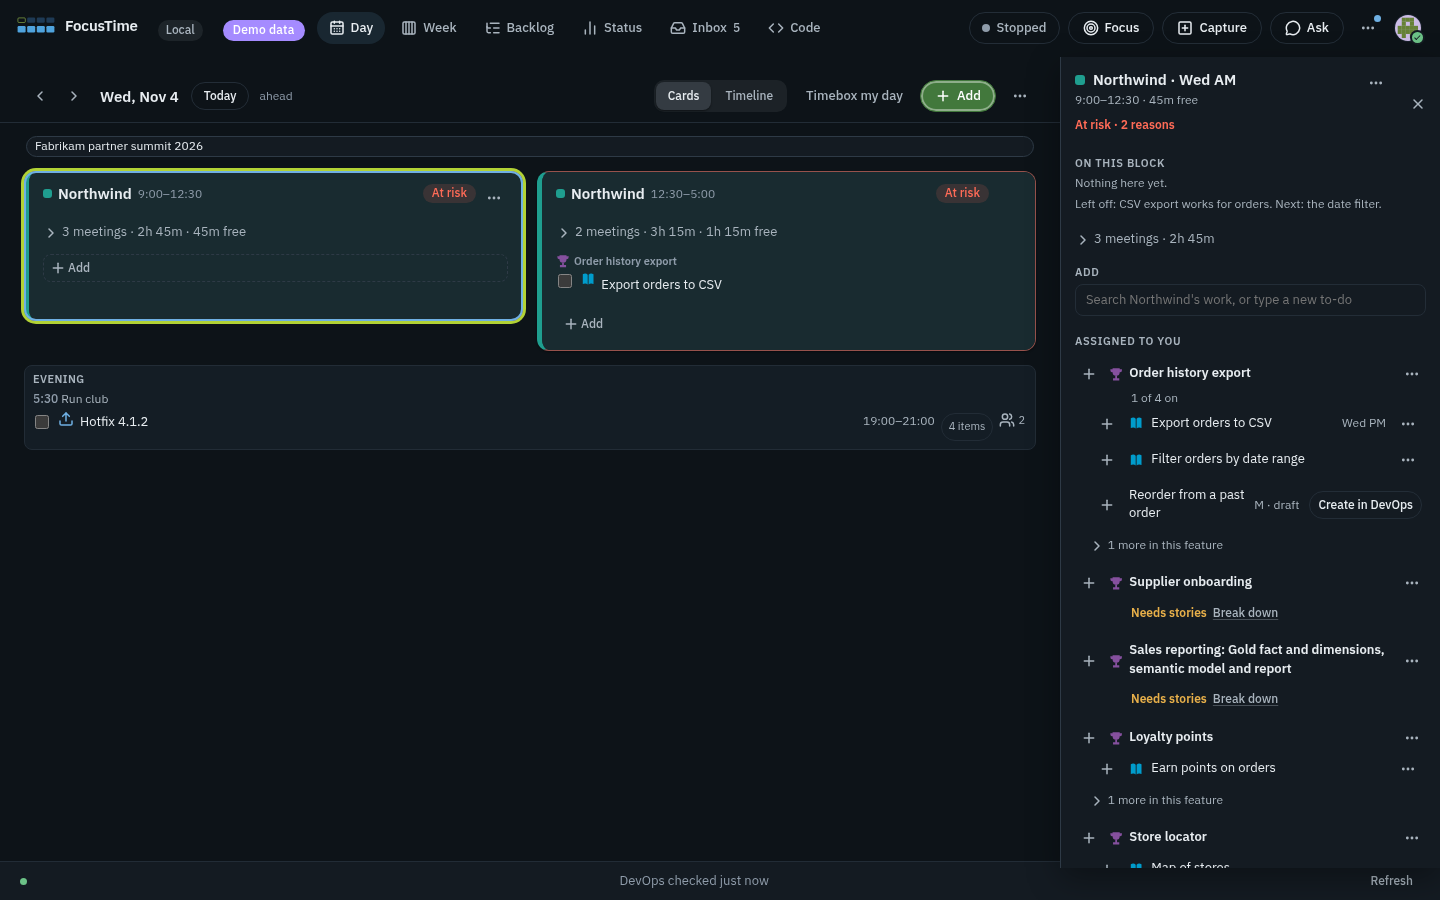 FocusTime
Local
Demo data
Day
Week
Backlog
Status
Inbox 5
Code
Stopped
Focus
Capture
Ask
Wed, Nov 4
Today
ahead
Cards
Timeline
Timebox my day
Add
Fabrikam partner summit 2026
Northwind 9:00–12:30
At risk
3 meetings · 2h 45m · 45m free
Add
Northwind 12:30–5:00
At risk
2 meetings · 3h 15m · 1h 15m free
Order history export
Export orders to CSV
Add
EVENING
5:30 Run club
Hotfix 4.1.2
19:00–21:00
4 items
2
Northwind · Wed AM
9:00–12:30 · 45m free
At risk · 2 reasons
ON THIS BLOCK
Nothing here yet.
Left off: CSV export works for orders. Next: the date filter.
3 meetings · 2h 45m
ADD
Search Northwind's work, or type a new to-do
ASSIGNED TO YOU
Order history export
1 of 4 on
Export orders to CSV
Wed PM
Filter orders by date range
Reorder from a past
order
M · draft
Create in DevOps
1 more in this feature
Supplier onboarding
Needs stories Break down
Sales reporting: Gold fact and dimensions,
semantic model and report
Needs stories Break down
Loyalty points
Earn points on orders
1 more in this feature
Store locator
Map of stores
DevOps checked just now
Refresh